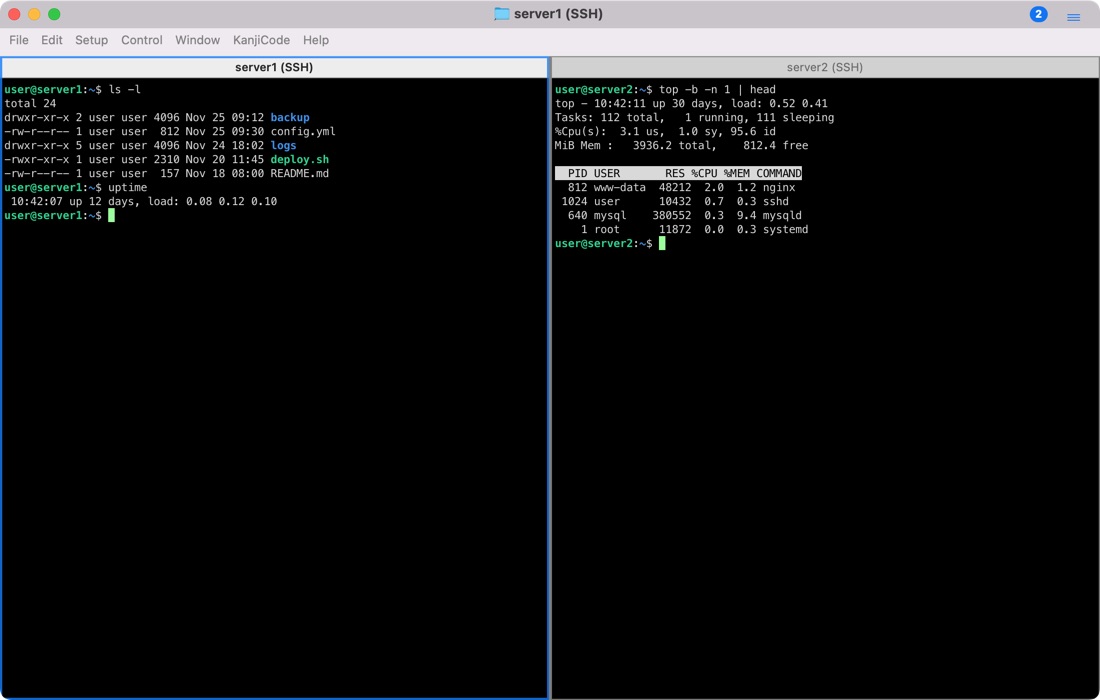 server1 (SSH)
2
File Edit Setup Control Window KanjiCode Help
server1 (SSH)
user@server1:~$ ls -l
total 24
drwxr-xr-x 2 user user 4096 Nov 25 09:12 backup
-rw-r--r-- 1 user user  812 Nov 25 09:30 config.yml
drwxr-xr-x 5 user user 4096 Nov 24 18:02 logs
-rwxr-xr-x 1 user user 2310 Nov 20 11:45 deploy.sh
-rw-r--r-- 1 user user  157 Nov 18 08:00 README.md
user@server1:~$ uptime
 10:42:07 up 12 days, load: 0.08 0.12 0.10
user@server1:~$
server2 (SSH)
user@server2:~$ top -b -n 1 | head
top - 10:42:11 up 30 days, load: 0.52 0.41
Tasks: 112 total,   1 running, 111 sleeping
%Cpu(s):  3.1 us,  1.0 sy, 95.6 id
MiB Mem :   3936.2 total,    812.4 free
  PID USER       RES %CPU %MEM COMMAND
  812 www-data  48212  2.0  1.2 nginx
 1024 user      10432  0.7  0.3 sshd
  640 mysql    380552  0.3  9.4 mysqld
    1 root      11872  0.0  0.3 systemd
user@server2:~$